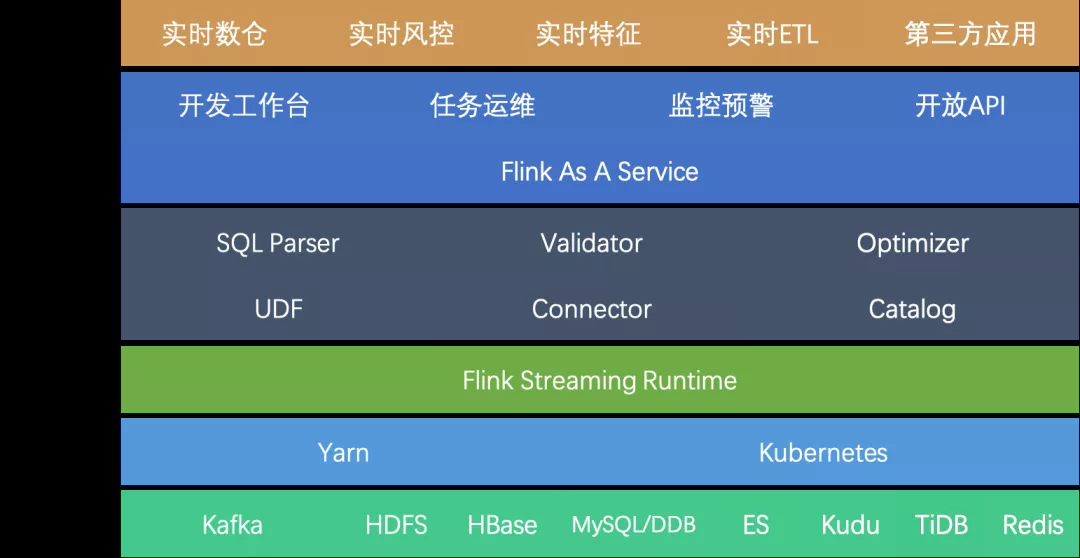 实时数仓 实时风控 实时特征 实时ETL 第三方应用
开发工作台 任务运维 监控预警 开放API
Flink As A Service
SQL Parser Validator Optimizer
UDF Connector Catalog
Flink Streaming Runtime
Yarn Kubernetes
Kafka HDFS HBase MySQL/DDB ES Kudu TiDB Redis